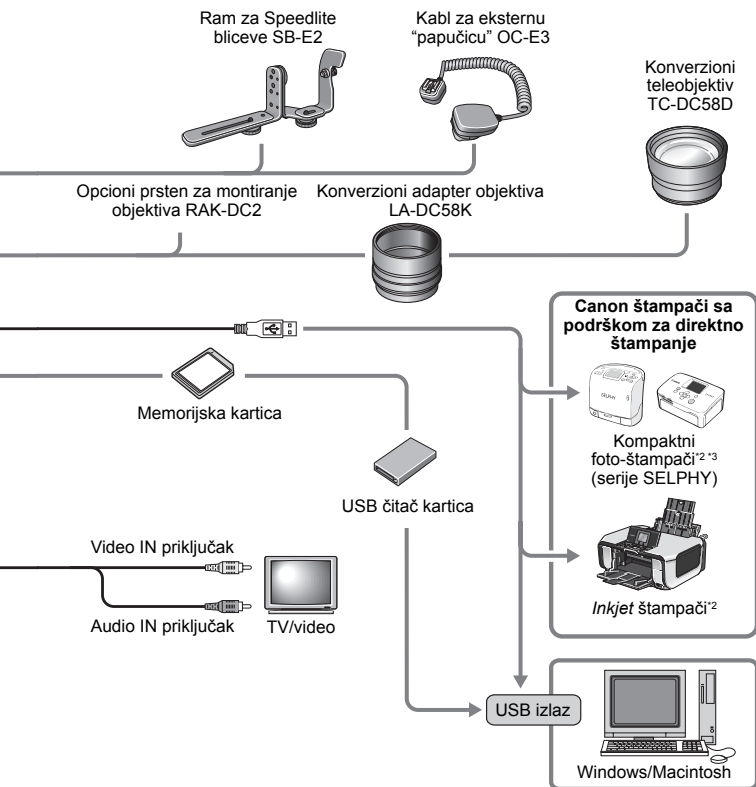 Ram za Speedlite
bliceve SB-E2
Kabl za eksternu
“papučicu” OC-E3
Konverzioni
teleobjektiv
TC-DC58D
Opcioni prsten za montiranje
objektiva RAK-DC2
Konverzioni adapter objektiva
LA-DC58K
Canon štampači sa
podrškom za direktno
štampanje
SELPHY
Kompaktni
foto-štampači*2 *3
(serije SELPHY)
Memorijska kartica
USB čitač kartica
Video IN priključak
Audio IN priključak
TV/video
Inkjet štampači*2
USB izlaz
Windows/Macintosh